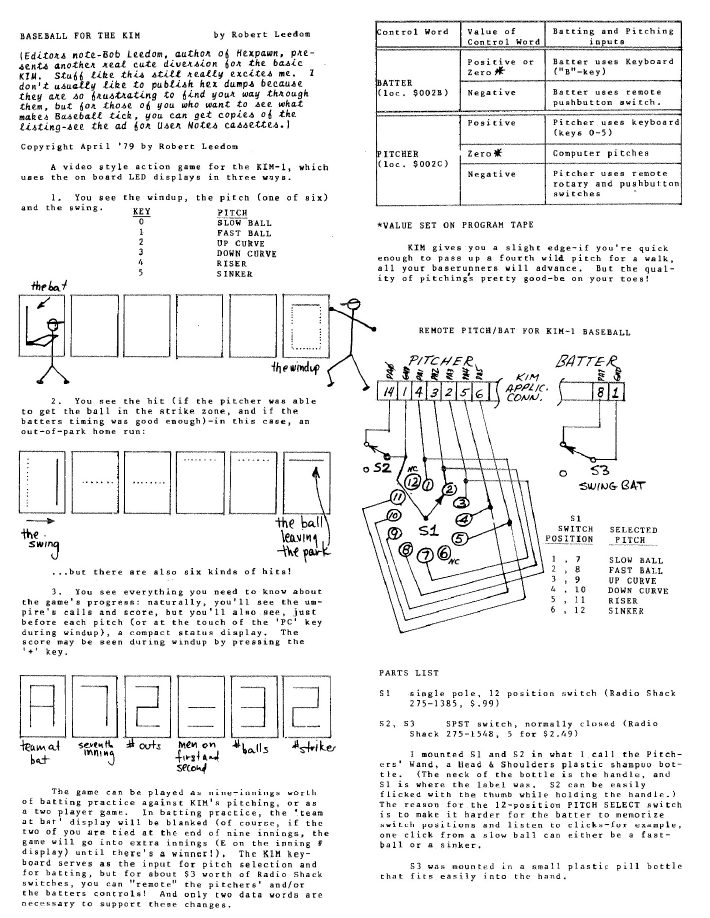 BASEBALL FOR THE KIM by Robert Leedom
(Editors note-Bob Leedom, author of Hexpawn, pre-
sents another real cute diversion for the basic
KIM. Stuff like this still really excites me. I
don't usually like to publish hex dumps because
they are so frustrating to find your way through
them, but for those of you who want to see what
makes Baseball tick, you can get copies of the
listing-see the ad for User Notes cassettes.)
Copyright April '79 by Robert Leedom
A video style action game for the KIM-1, which
uses the on board LED displays in three ways.
1. You see the windup, the pitch (one of six)
and the swing.
KEY PITCH
0 SLOW BALL
1 FAST BALL
2 UP CURVE
3 DOWN CURVE
4 RISER
5 SINKER
the bat
the windup
2. You see the hit (if the pitcher was able
to get the ball in the strike zone, and if the
batters timing was good enough)-in this case, an
out-of-park home run:
the swing
the ball
leaving
the park
...but there are also six kinds of hits!
3. You see everything you need to know about
the game's progress: naturally, you'll see the um-
pire's calls and score, but you'll also see, just
before each pitch (or at the touch of the 'PC' key
during windup), a compact status display. The
score may be seen during windup by pressing the
'+' key.
team at
bat
seventh
inning
# outs
men on
first and
second
# balls
# strikes
The game can be played as nine-innings worth
of batting practice against KIM's pitching, or as
a two player game. In batting practice, the 'team
at bar' display will be blanked (of course, if the
two of you are tied at the end of nine innings, the
game will go into extra innings (E on the inning #
display) until there's a winner!). The KIM key-
board serves as the input for pitch selection and
for batting, but for about $3 worth of Radio Shack
switches, you can "remote" the pitchers' and/or
the batters controls! And only two data words are
necessary to support these changes.
Control Word Value of Control Word Batting and Pitching inputs
BATTER
(loc. $002B)
Positive or
Zero*
Batter uses Keyboard
("B"-key)
Negative
Batter uses remote
pushbutton switch.
PITCHER
(loc. $002C)
Positive
Pitcher uses keyboard
(keys 0-5)
Zero* Computer pitches
Negative
Pitcher uses remote
rotary and pushbutton
switches
*VALUE SET ON PROGRAM TAPE
KIM gives you a slight edge-if you're quick
enough to pass up a fourth wild pitch for a walk,
all your baserunners will advance. But the qual-
ity of pitching's pretty good-be on your toes!
REMOTE PITCH/BAT FOR KIM-1 BASEBALL
PITCHER BATTER
PA0 GND PA1 PA2 PA3 PA4 PA5
KIM
APPLIC.
CONN.
PA7 GND
14 1 4 3 2 5 6
8 1
S2
S3
SWING BAT
NC
12 1 2 3 4 5 6 7 8 9 10 11
S1
NC
S1
SWITCH SELECTED
POSITION PITCH
1 , 7 SLOW BALL
2 , 8 FAST BALL
3 , 9 UP CURVE
4 , 10 DOWN CURVE
5 , 11 RISER
6 , 12 SINKER
PARTS LIST
S1 single pole, 12 position switch (Radio Shack
275-1385, $.99)
S2, S3 SPST switch, normally closed (Radio
Shack 275-1548, 5 for $2.49)
I mounted S1 and S2 in what I call the Pitch-
ers' Wand, a Head & Shoulders plastic shampoo bot-
tle. (The neck of the bottle is the handle, and
S1 is where the label was. S2 can be easily
flicked with the thumb while holding the handle.)
The reason for the 12-position PITCH SELECT switch
is to make it harder for the batter to memorize
switch positions and listen to clicks-for example,
one click from a slow ball can either be a fast-
ball or a sinker.
S3 was mounted in a small plastic pill bottle
that fits easily into the hand.